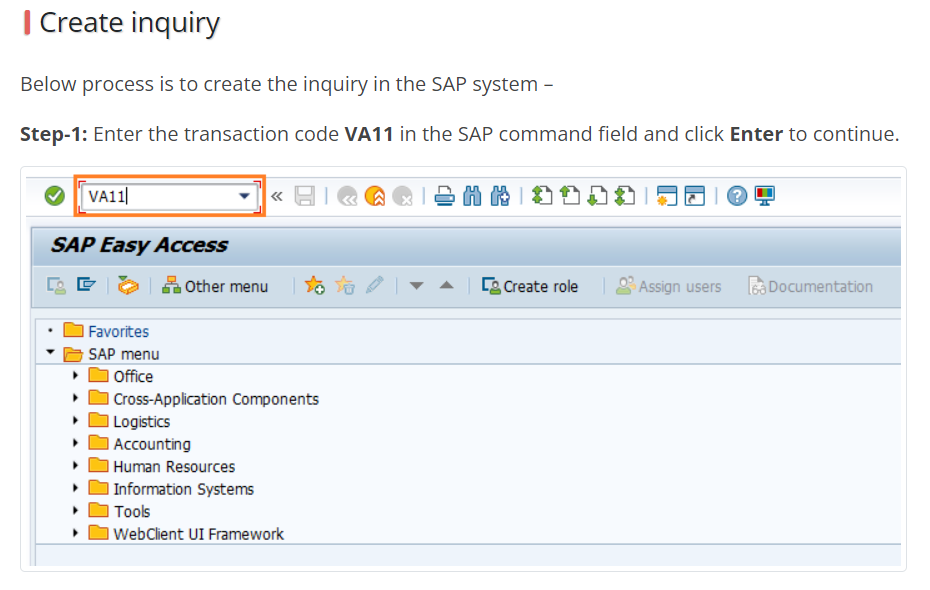 Create inquiry
Below process is to create the inquiry in the SAP system –
Step-1: Enter the transaction code VA11 in the SAP command field and click Enter to continue.
VA11
SAP Easy Access
Other menu
Create role
Assign users
Documentation
Favorites
SAP menu
Office
Cross-Application Components
Logistics
Accounting
Human Resources
Information Systems
Tools
WebClient UI Framework